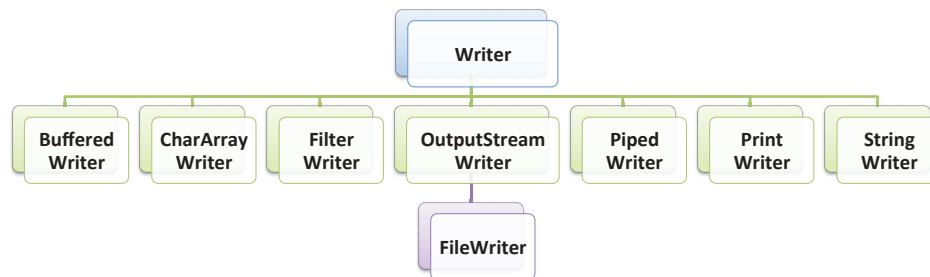 Writer
Buffered
Writer
CharArray
Writer
Filter
Writer
OutputStream
Writer
Piped
Writer
Print
Writer
String
Writer
FileWriter